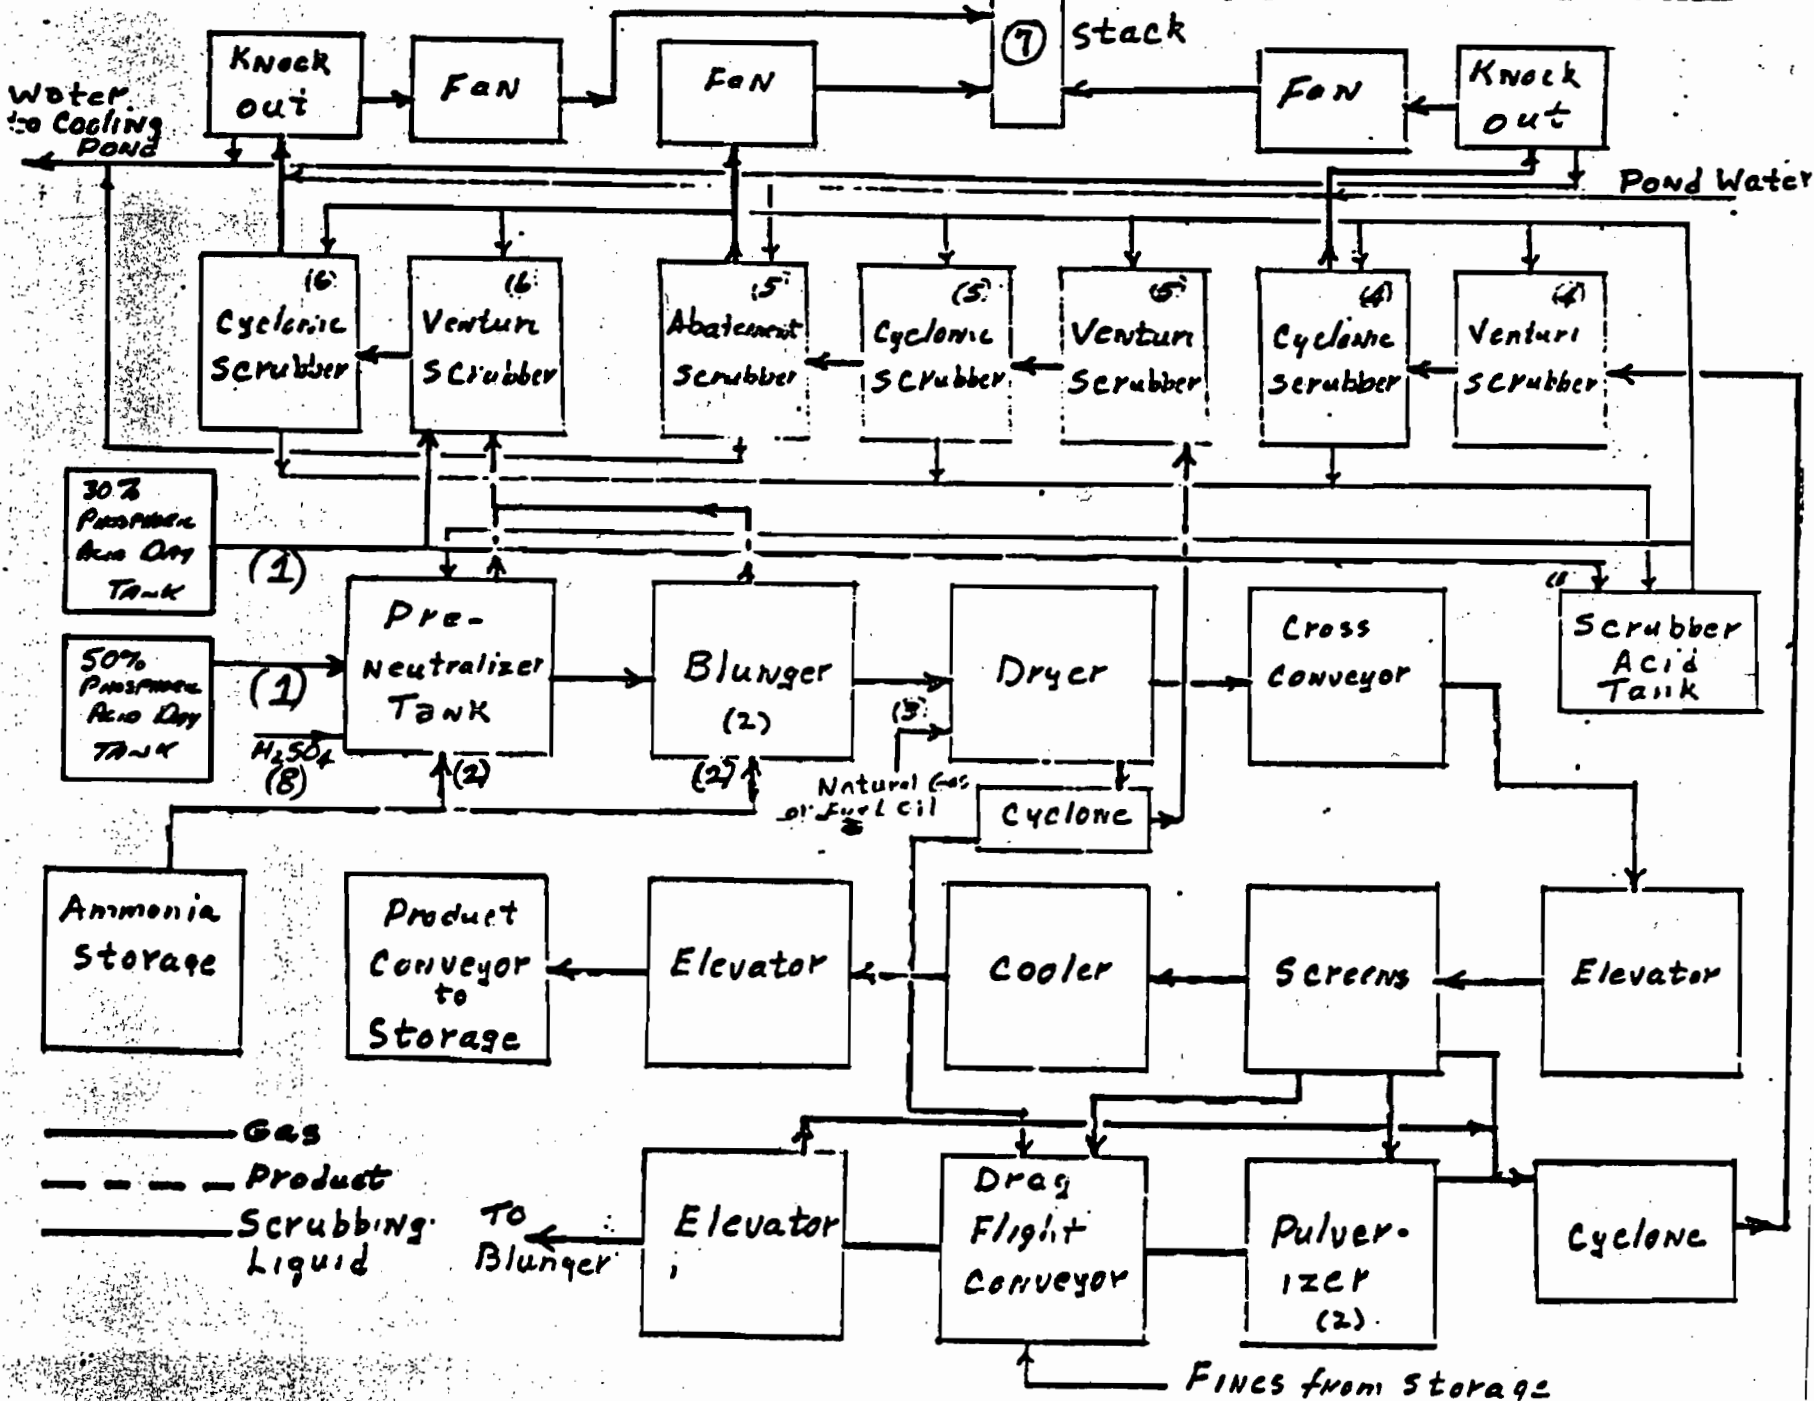 Knock
out
Fan
Fan
(7)
Stack
Fan
Knock
out
Water
to Cooling
Pond
Pond Water
(6)
Cyclonic
Scrubber
(6)
Venturi
Scrubber
(5)
Abatement
Scrubber
(5)
Cyclonic
Scrubber
(5)
Venturi
Scrubber
(4)
Cyclonic
Scrubber
(4)
Venturi
Scrubber
30%
Phosphoric
Acid Day
Tank
(1)
50%
Phosphoric
Acid Day
Tank
(1)
H2SO4
(8)
Pre-
Neutralizer
Tank
(2)
Blunger
(2)
(2)
(3)
Natural Gas
or Fuel Oil
Dryer
Cyclone
Cross
Conveyor
Scrubber
Acid
Tank
Ammonia
Storage
Product
Conveyor
to
Storage
Elevator
Cooler
Screens
Elevator
Gas
Product
Scrubbing
Liquid
To
Blunger
Elevator
Drag
Flight
Conveyor
Pulver-
izer
(2)
Cyclone
Fines from Storage